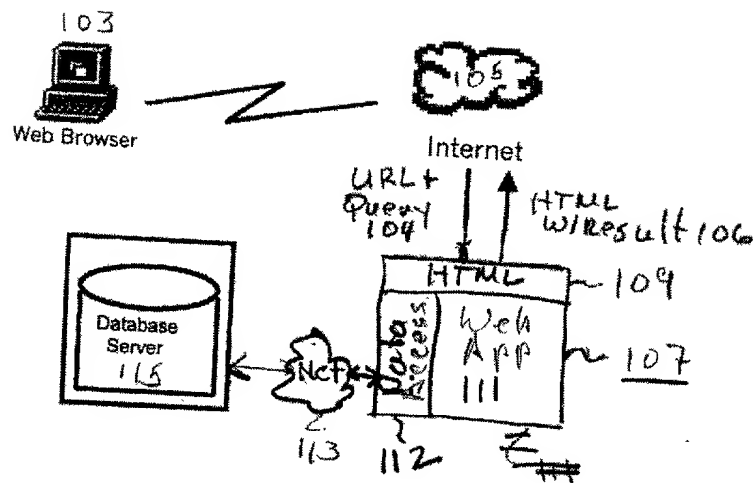 103
Web Browser
105
Internet
URL +
Query
104
HTML
W/Result 106
HTML
109
Database
Server
115
Net
113
Data
Access
112
Web
App
111
107